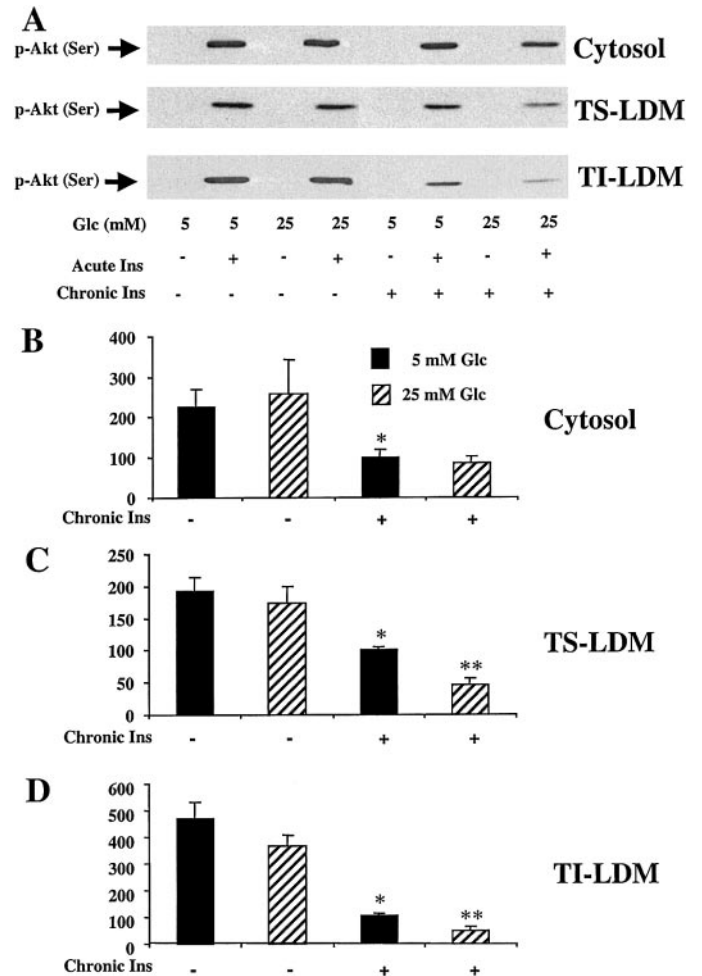 A
p-Akt (Ser) Cytosol
p-Akt (Ser) TS-LDM
p-Akt (Ser) TI-LDM
Glc (mM) 5 5 25 25 5 5 25 25
Acute Ins - + - + - + - +
Chronic Ins - - - - + + + +
B
400
300
200
100
0
5 mM Glc
25 mM Glc
*
Cytosol
Chronic Ins - - + +
C
250
200
150
100
50
0
* **
TS-LDM
Chronic Ins - - + +
D
600
500
400
300
200
100
0
* **
TI-LDM
Chronic Ins - - + +